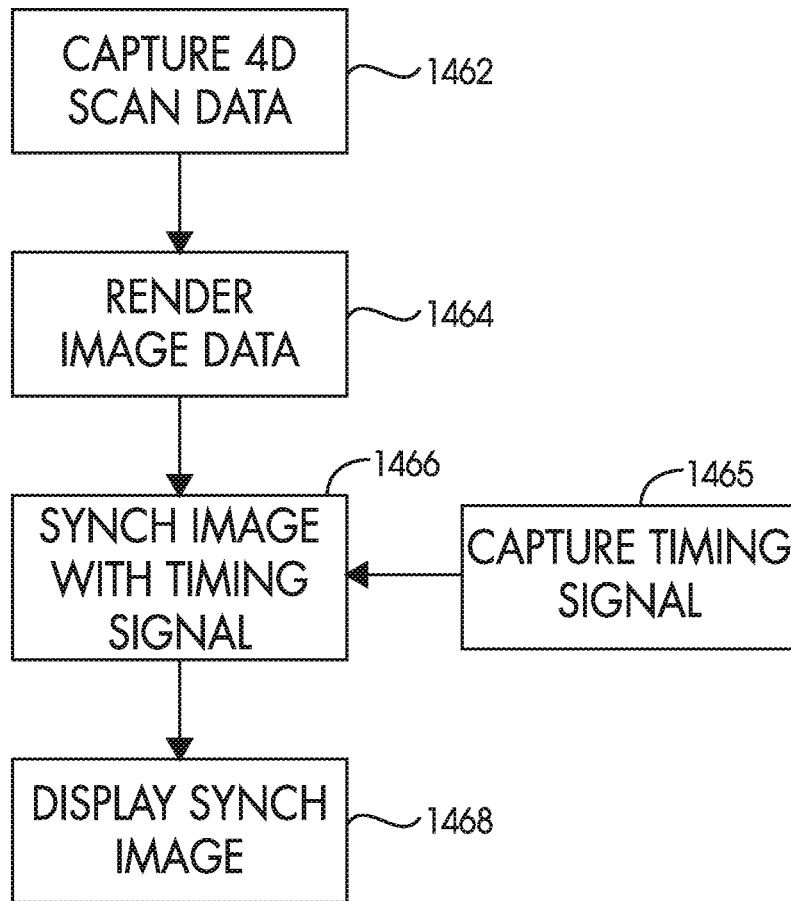 CAPTURE 4D
SCAN DATA
1462
RENDER
IMAGE DATA
1464
1466
SYNCH IMAGE
WITH TIMING
SIGNAL
1465
CAPTURE TIMING
SIGNAL
DISPLAY SYNCH
IMAGE
1468